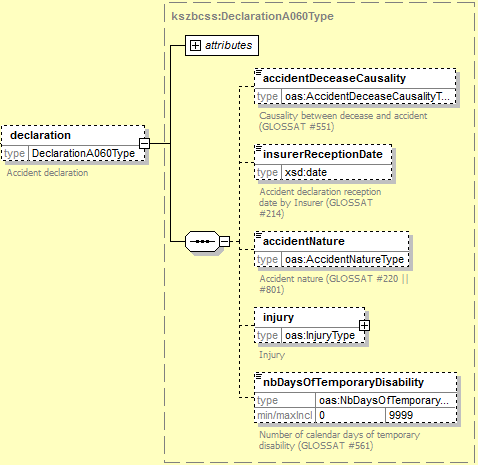 kszbcss:DeclarationA060Type
attributes
declaration
type DeclarationA060Type
Accident declaration
accidentDeceaseCausality
type oas:AccidentDeceaseCausalityT...
Causality between decease and accident
(GLOSSAT #551)
insurerReceptionDate
type xsd:date
Accident declaration reception
date by Insurer (GLOSSAT
#214)
accidentNature
type oas:AccidentNatureType
Accident nature (GLOSSAT #220 ||
#801)
injury
type oas:InjuryType
Injury
nbDaysOfTemporaryDisability
type oas:NbDaysOfTemporary...
min/maxIncl 0 9999
Number of calendar days of temporary
disability (GLOSSAT #561)